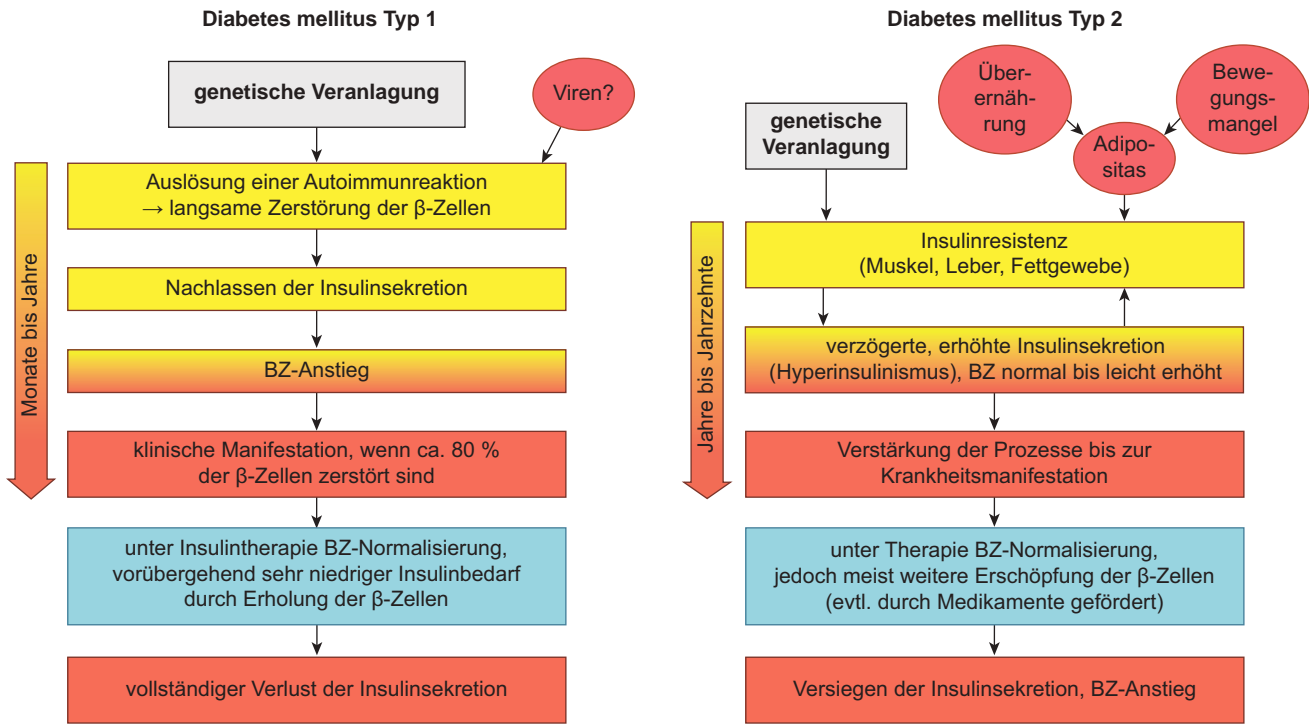 Diabetes mellitus Typ 1
genetische Veranlagung
Viren?
Monate bis Jahre
Auslösung einer Autoimmunreaktion
→ langsame Zerstörung der β-Zellen
Nachlassen der Insulinsekretion
BZ-Anstieg
klinische Manifestation, wenn ca. 80 %
der β-Zellen zerstört sind
unter Insulintherapie BZ-Normalisierung,
vorübergehend sehr niedriger Insulinbedarf
durch Erholung der β-Zellen
vollständiger Verlust der Insulinsekretion
Diabetes mellitus Typ 2
genetische
Veranlagung
Über-
ernäh-
rung
Bewe-
gungs-
mangel
Adipo-
sitas
Jahre bis Jahrzehnte
Insulinresistenz
(Muskel, Leber, Fettgewebe)
verzögerte, erhöhte Insulinsekretion
(Hyperinsulinismus), BZ normal bis leicht erhöht
Verstärkung der Prozesse bis zur
Krankheitsmanifestation
unter Therapie BZ-Normalisierung,
jedoch meist weitere Erschöpfung der β-Zellen
(evtl. durch Medikamente gefördert)
Versiegen der Insulinsekretion, BZ-Anstieg